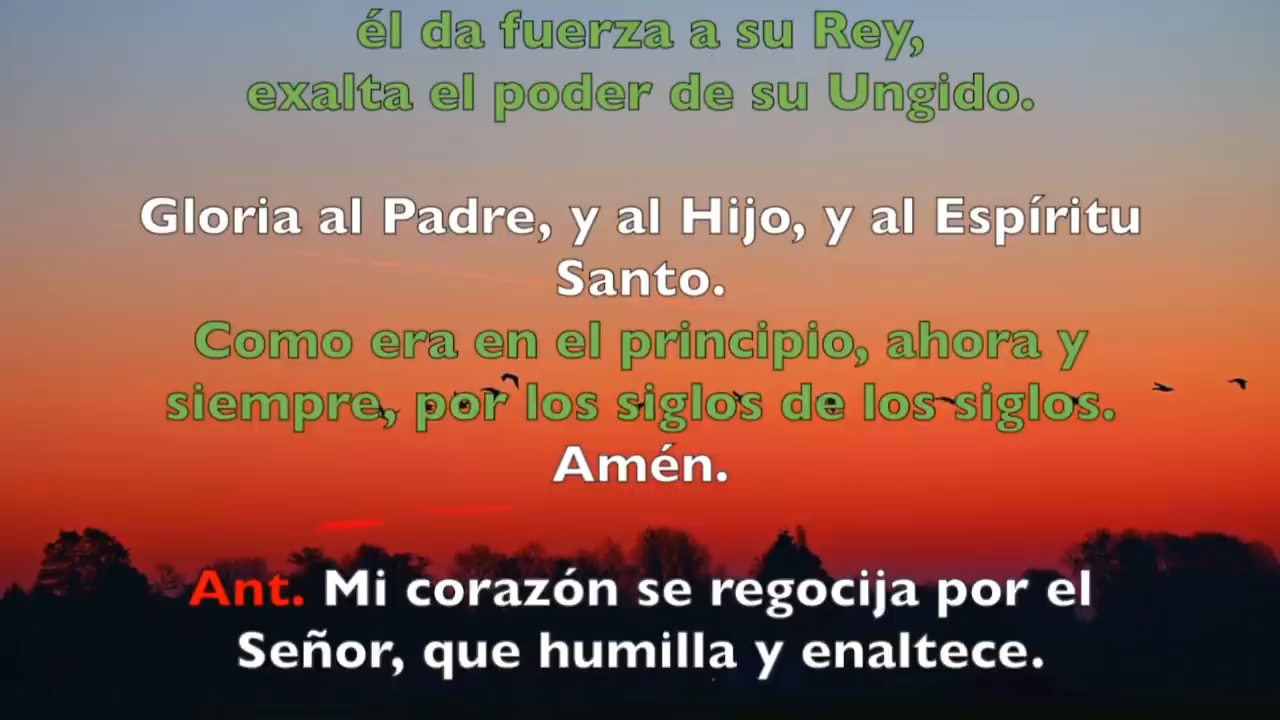 él da fuerza a su Rey,
exalta el poder de su Ungido.
Gloria al Padre, y al Hijo, y al Espíritu
Santo.
Como era en el principio, ahora y
siempre, por los siglos de los siglos.
Amén.
Ant. Mi corazón se regocija por el
Señor, que humilla y enaltece.